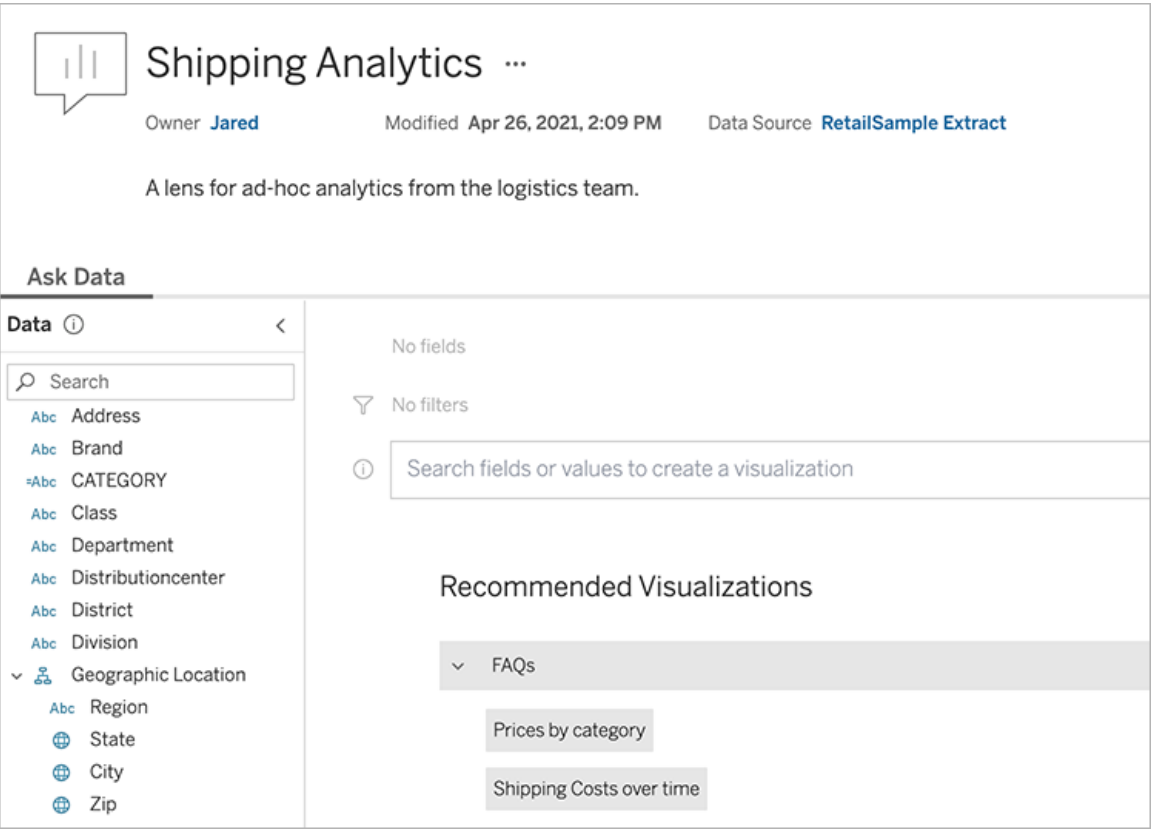 Shipping Analytics ...
Owner Jared Modified Apr 26, 2021, 2:09 PM Data Source RetailSample Extract
A lens for ad-hoc analytics from the logistics team.
Ask Data
Data
Search
Abc Address
Abc Brand
=Abc CATEGORY
Abc Class
Abc Department
Abc Distributioncenter
Abc District
Abc Division
Geographic Location
Abc Region
State
City
Zip
No fields
No filters
Search fields or values to create a visualization
Recommended Visualizations
FAQs
Prices by category
Shipping Costs over time